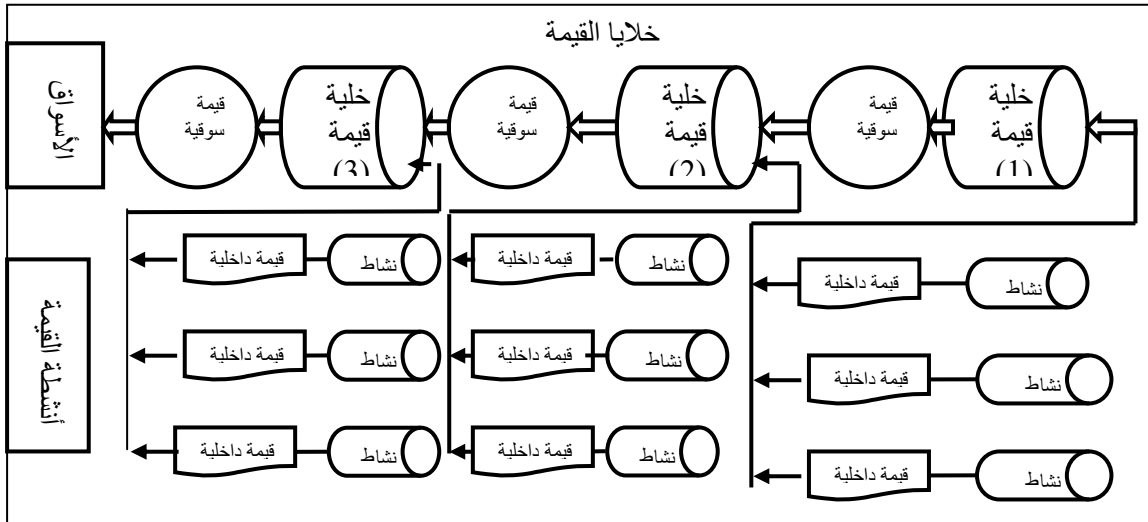 خلايا القيمة
خلية
قيمة
(1)
قيمة
سوقية
خلية
قيمة
(2)
قيمة
سوقية
خلية
قيمة
(3)
قيمة
سوقية
الأسواق
نشاط
قيمة داخلية
نشاط
قيمة داخلية
نشاط
قيمة داخلية
نشاط
قيمة داخلية
نشاط
قيمة داخلية
نشاط
قيمة داخلية
نشاط
قيمة داخلية
نشاط
قيمة داخلية
نشاط
قيمة داخلية
أنشطة القيمة